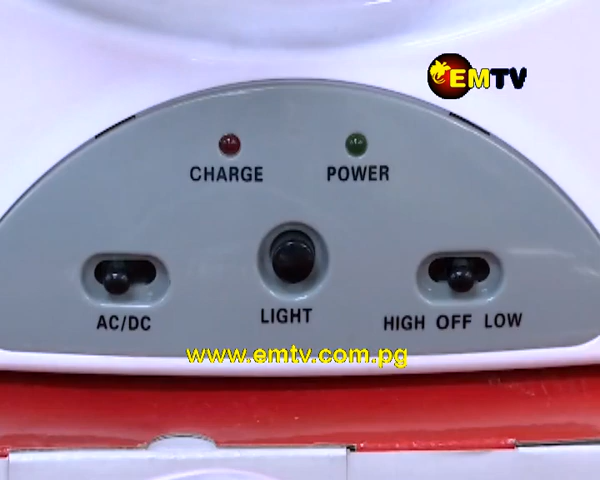 EMTV
CHARGE POWER
AC/DC LIGHT HIGH OFF LOW
www.emtv.com.pg